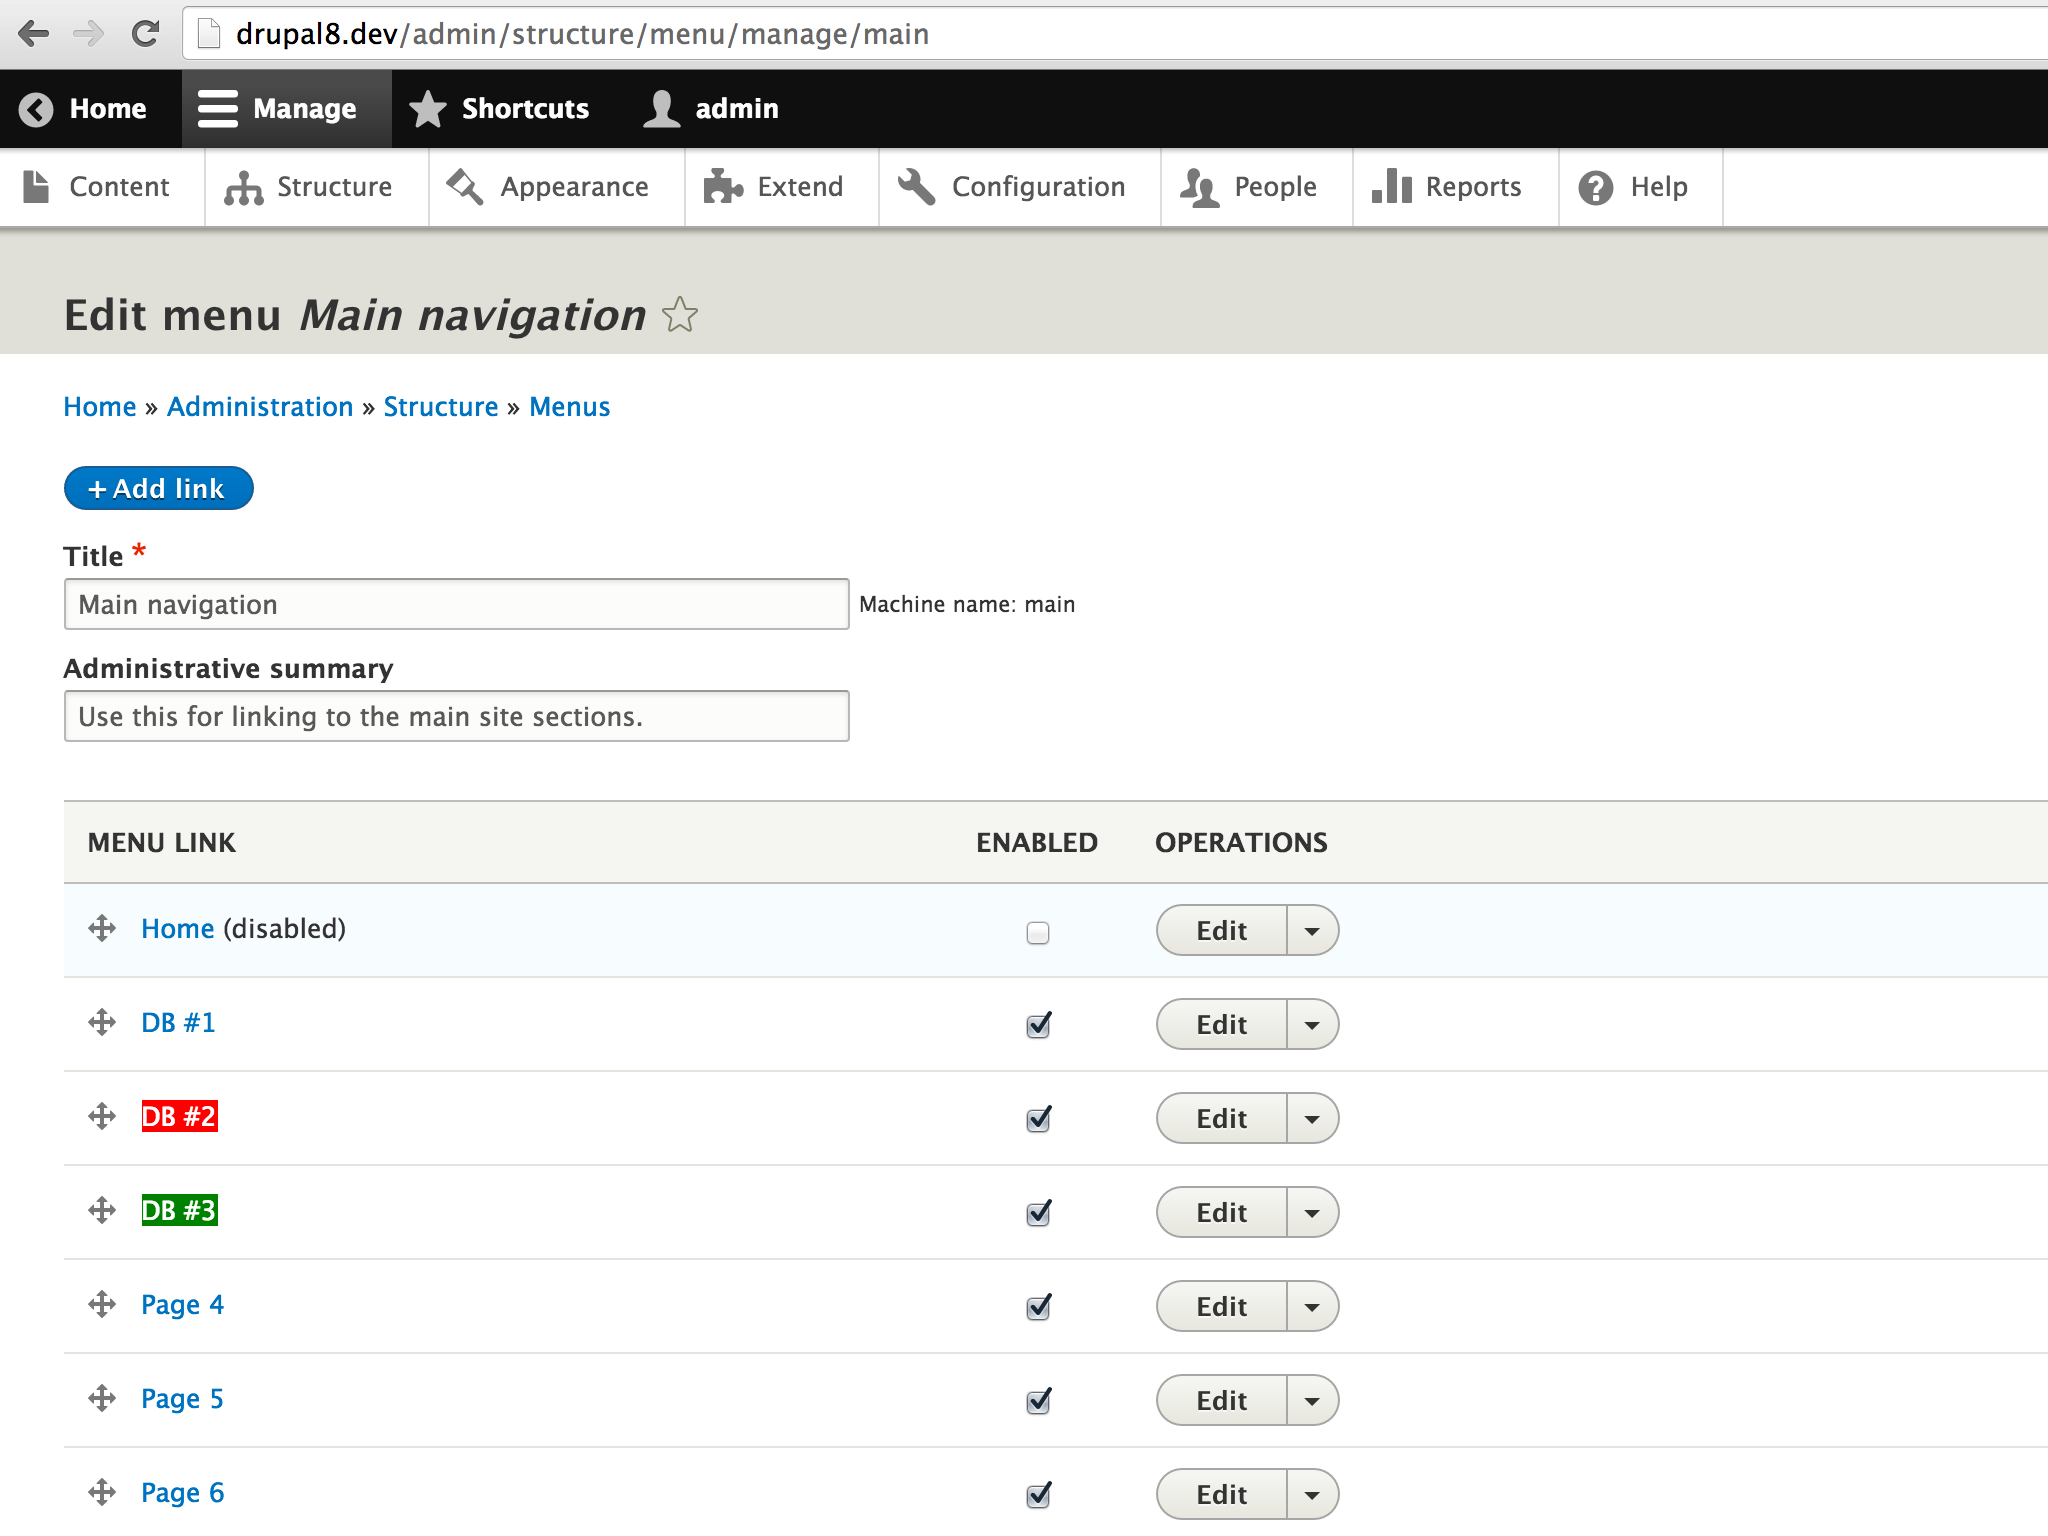 drupal8.dev/admin/structure/menu/manage/main
Home Manage Shortcuts admin
Content Structure Appearance Extend Configuration People Reports Help
Edit menu Main navigation
Home » Administration » Structure » Menus
+ Add link
Title *
Main navigation Machine name: main
Administrative summary
Use this for linking to the main site sections.
MENU LINK ENABLED OPERATIONS
Home (disabled) Edit
DB #1 Edit
DB #2 Edit
DB #3 Edit
Page 4 Edit
Page 5 Edit
Page 6 Edit